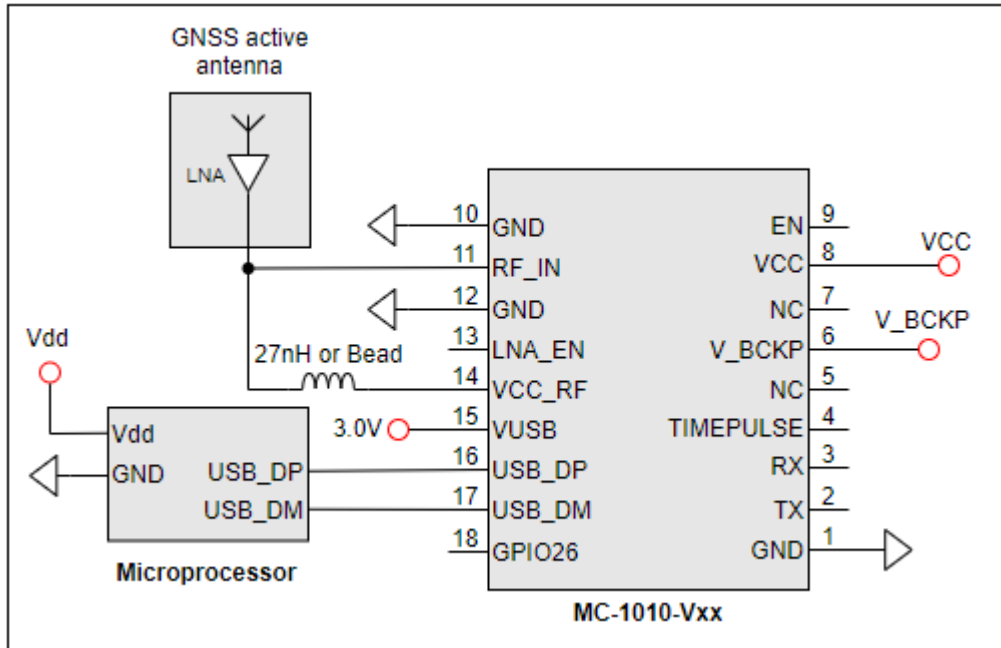 GNSS active
antenna
LNA
10 GND
11 RF_IN
12 GND
13 LNA_EN
27nH or Bead
14 VCC_RF
3.0V 15 VUSB
16 USB_DP
17 USB_DM
18 GPIO26
EN 9
VCC 8 VCC
NC 7
V_BCKP 6 V_BCKP
NC 5
TIMEPULSE 4
RX 3
TX 2
GND 1
MC-1010-Vxx
Vdd
Vdd
GND USB_DP
USB_DM
Microprocessor